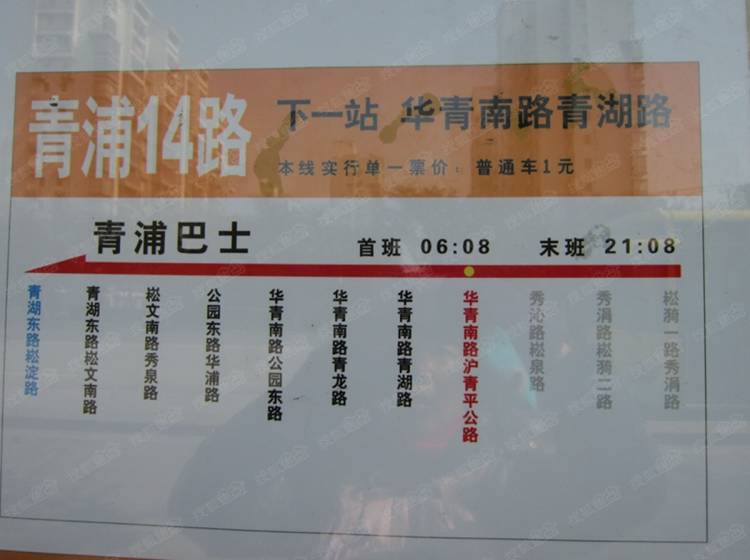 青浦14路
下一站 华青南路青湖路
本线实行单一票价：普通车1元
青浦巴士
首班 06:08 末班 21:08
青湖东路崧淀路
青湖东路崧文南路
崧文南路秀泉路
公园东路华浦路
华青南路公园东路
华青南路青龙路
华青南路青湖路
华青南路沪青平公路
秀沁路崧泉路
秀涓路崧漪二路
崧漪一路秀涓路